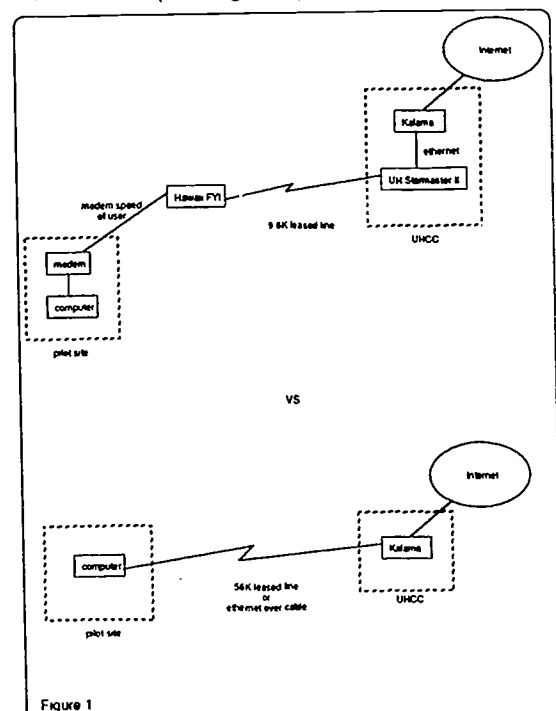 Internet
Kalama
ethernet
UH Starmaster II
UHCC
Hawaii FYI
9.6K leased line
modem speed
of user
modem
computer
pilot site
VS
Internet
Kalama
UHCC
computer
56K leased line
or
ethernet over cable
pilot site
Figure 1